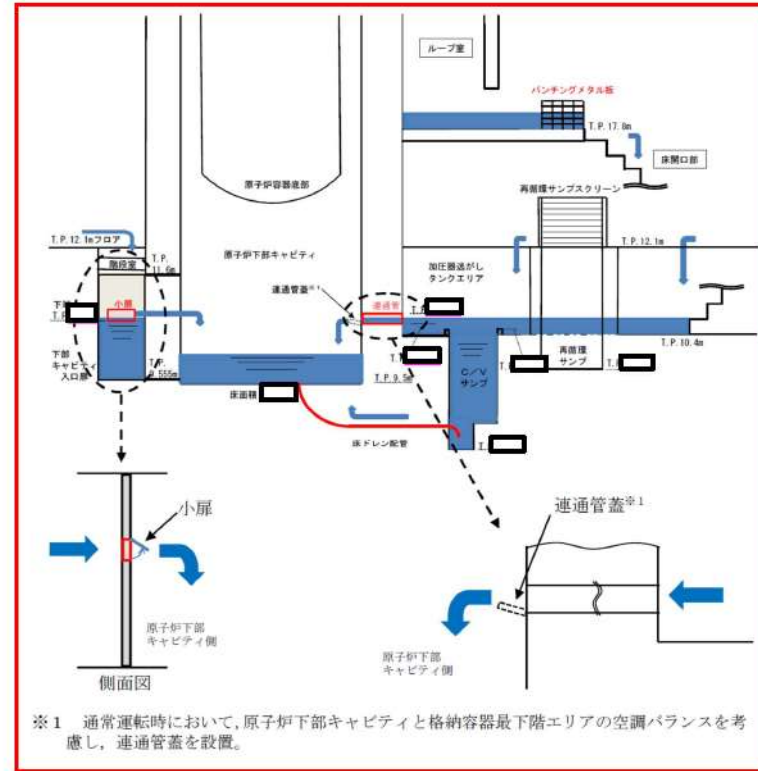 ループ室
パンチングメタル板
T.P.17.8m
床開口部
原子炉容器底部
再循環サンプスクリーン
T.P.12.1mフロア
T.P.12.1m
階段室
T.P.
11.6m
原子炉下部キャビティ
加圧器逃がし
タンクエリア
連通管蓋※1
連通管
小扉
下部
キャビティ
入口扉
T.P.
9.555m
T.P.9.5m
C/V
サンプ
再循環
サンプ
T.P.10.4m
床面積
床ドレン配管
小扉
連通管蓋※1
原子炉下部
キャビティ側
側面図
原子炉下部
キャビティ側
※1 通常運転時において,原子炉下部キャビティと格納容器最下階エリアの空調バランスを考
慮し,連通管蓋を設置。